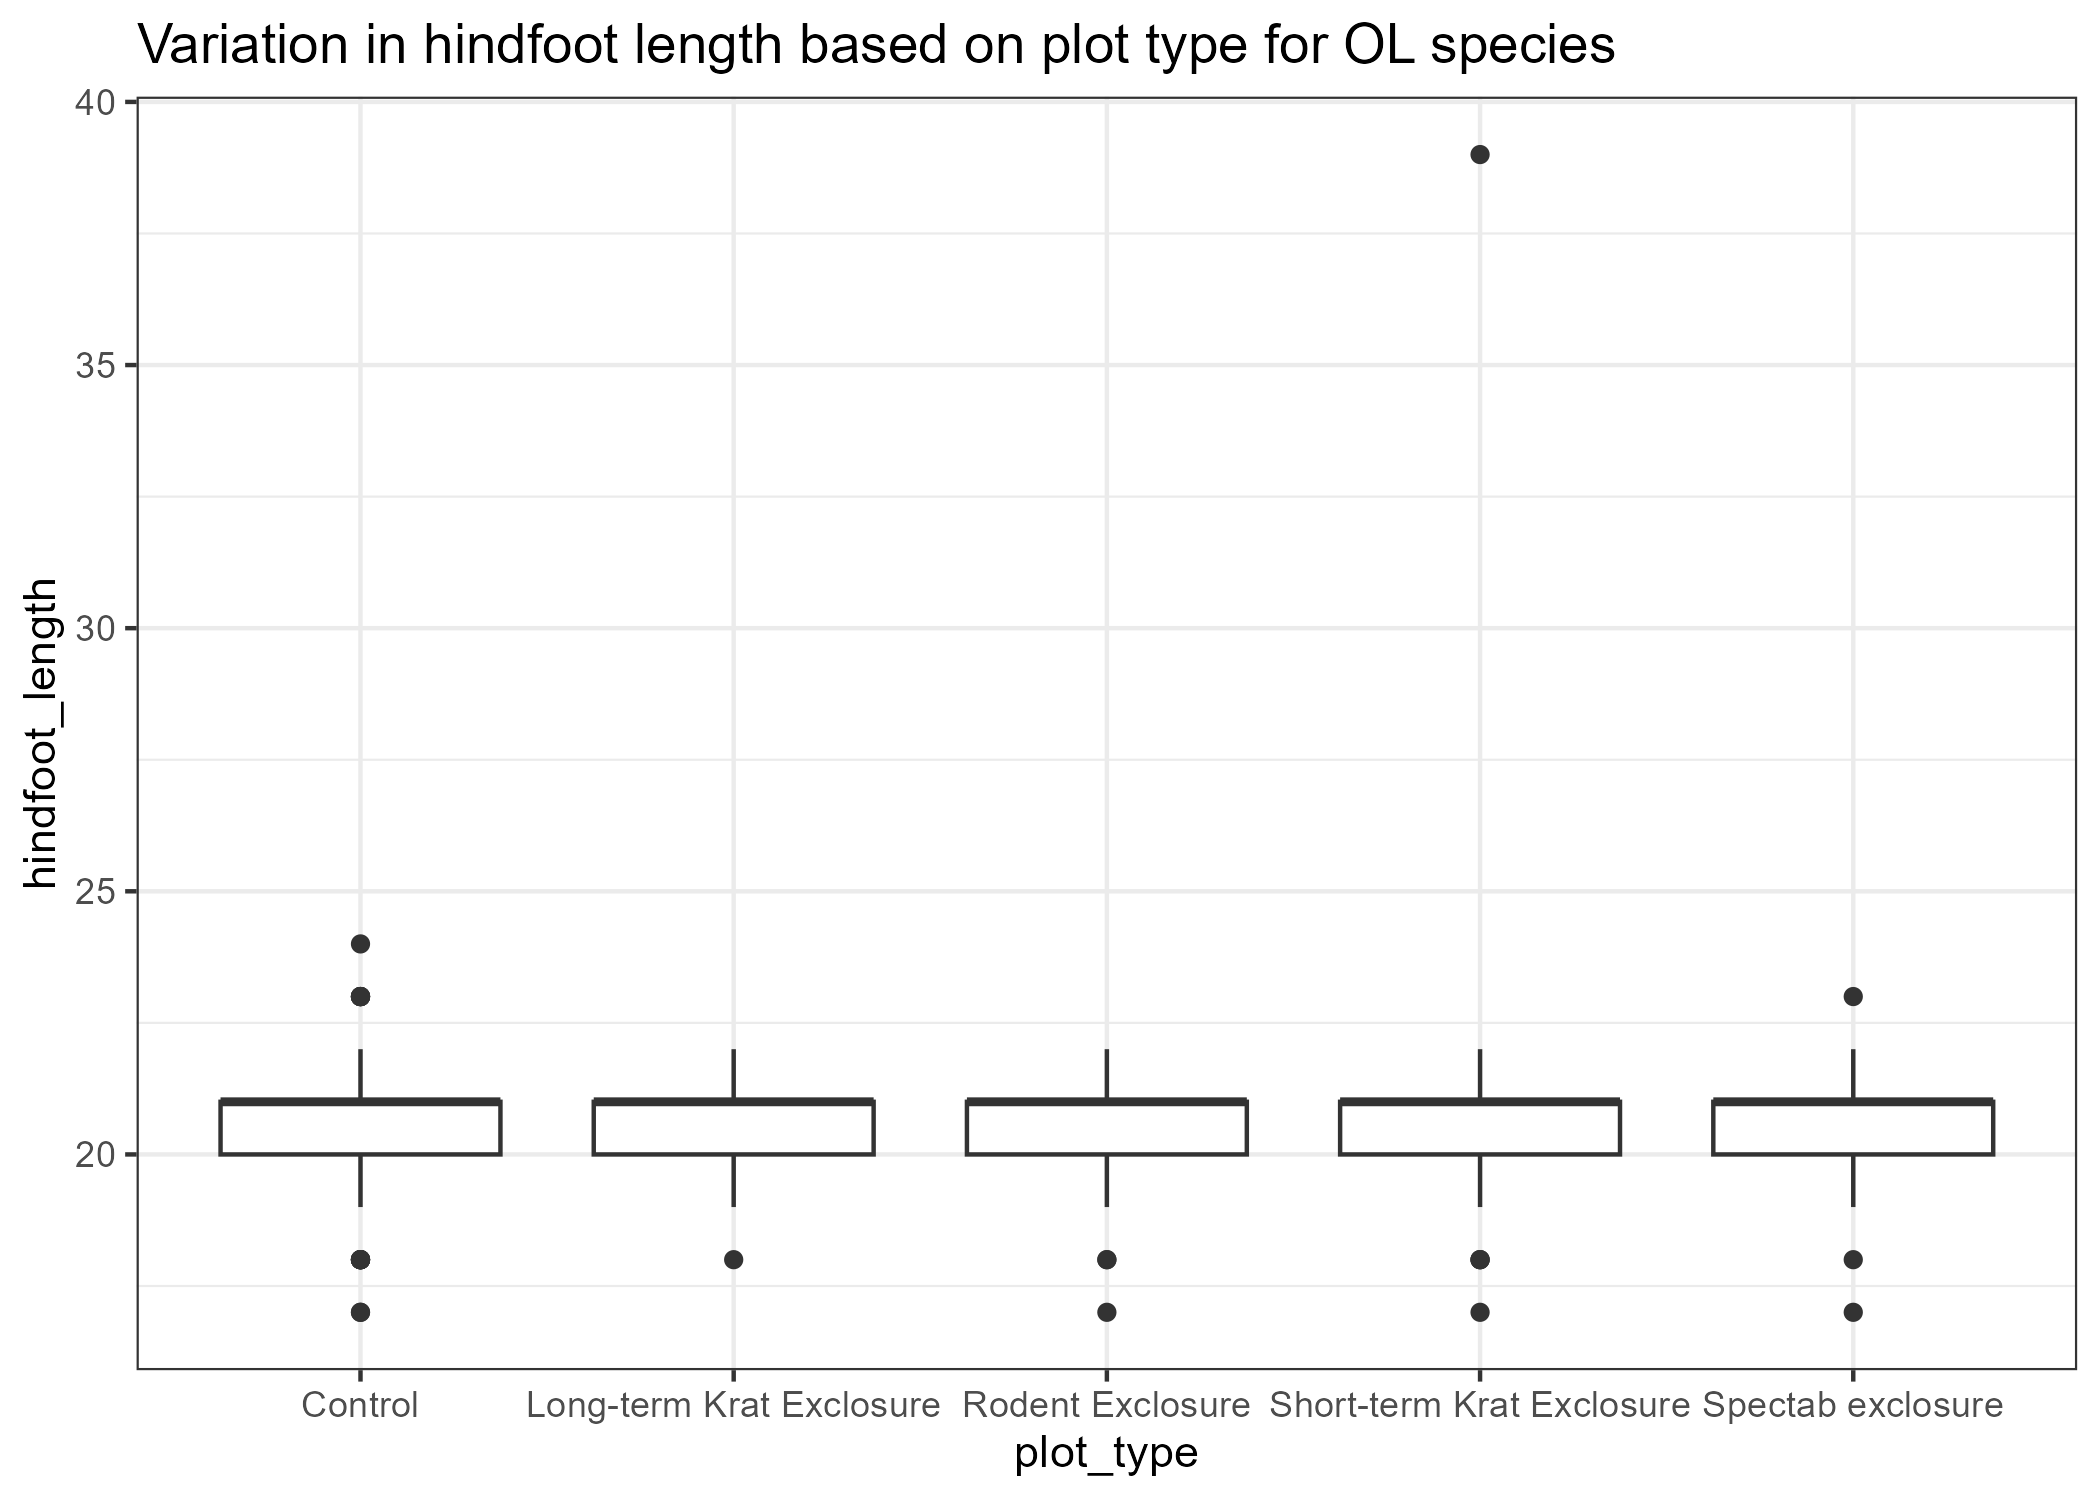 Variation in hindfoot length based on plot type for OL species
40
35
30
25
20
hindfoot_length
Control Long-term Krat Exclosure Rodent Exclosure Short-term Krat Exclosure Spectab exclosure
plot_type